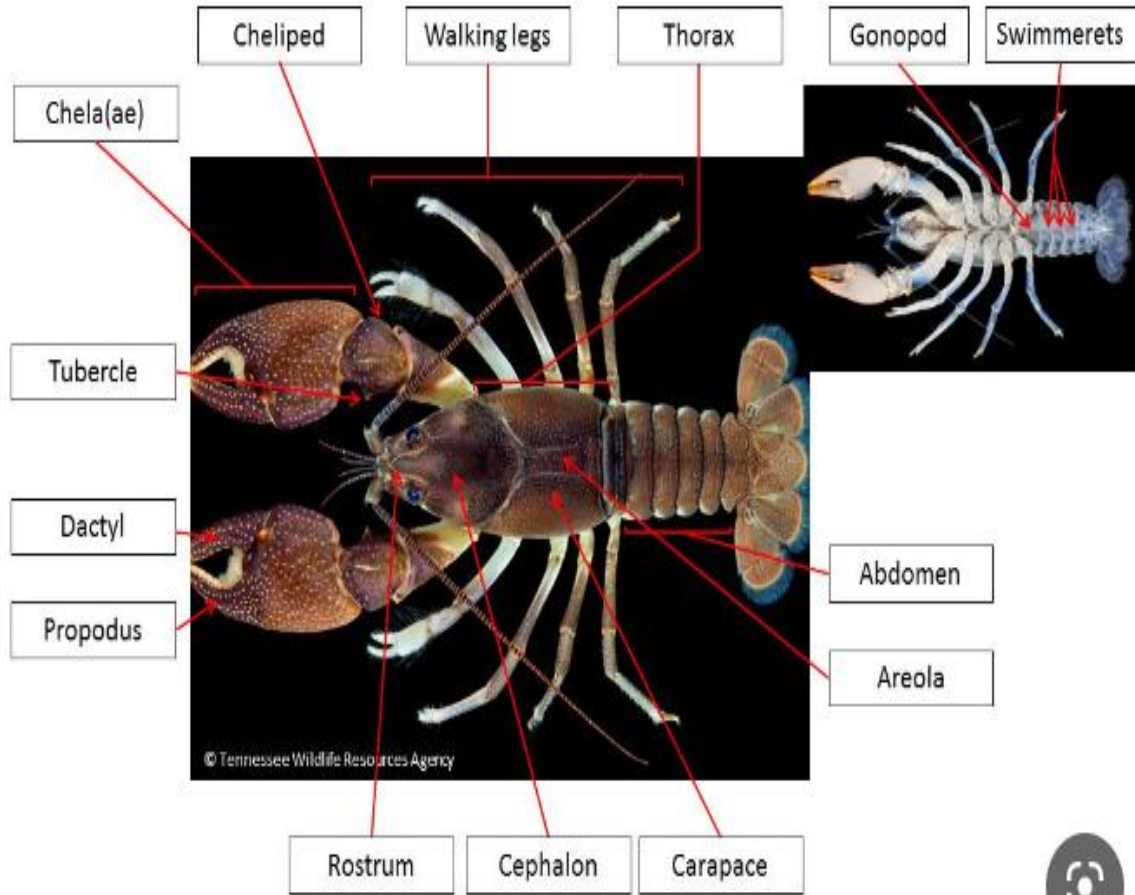 Cheliped
Walking legs
Thorax
Gonopod
Swimmerets
Chela(ae)
Tubercle
Dactyl
Propodus
Abdomen
Areola
© Tennessee Wildlife Resources Agency
Rostrum
Cephalon
Carapace